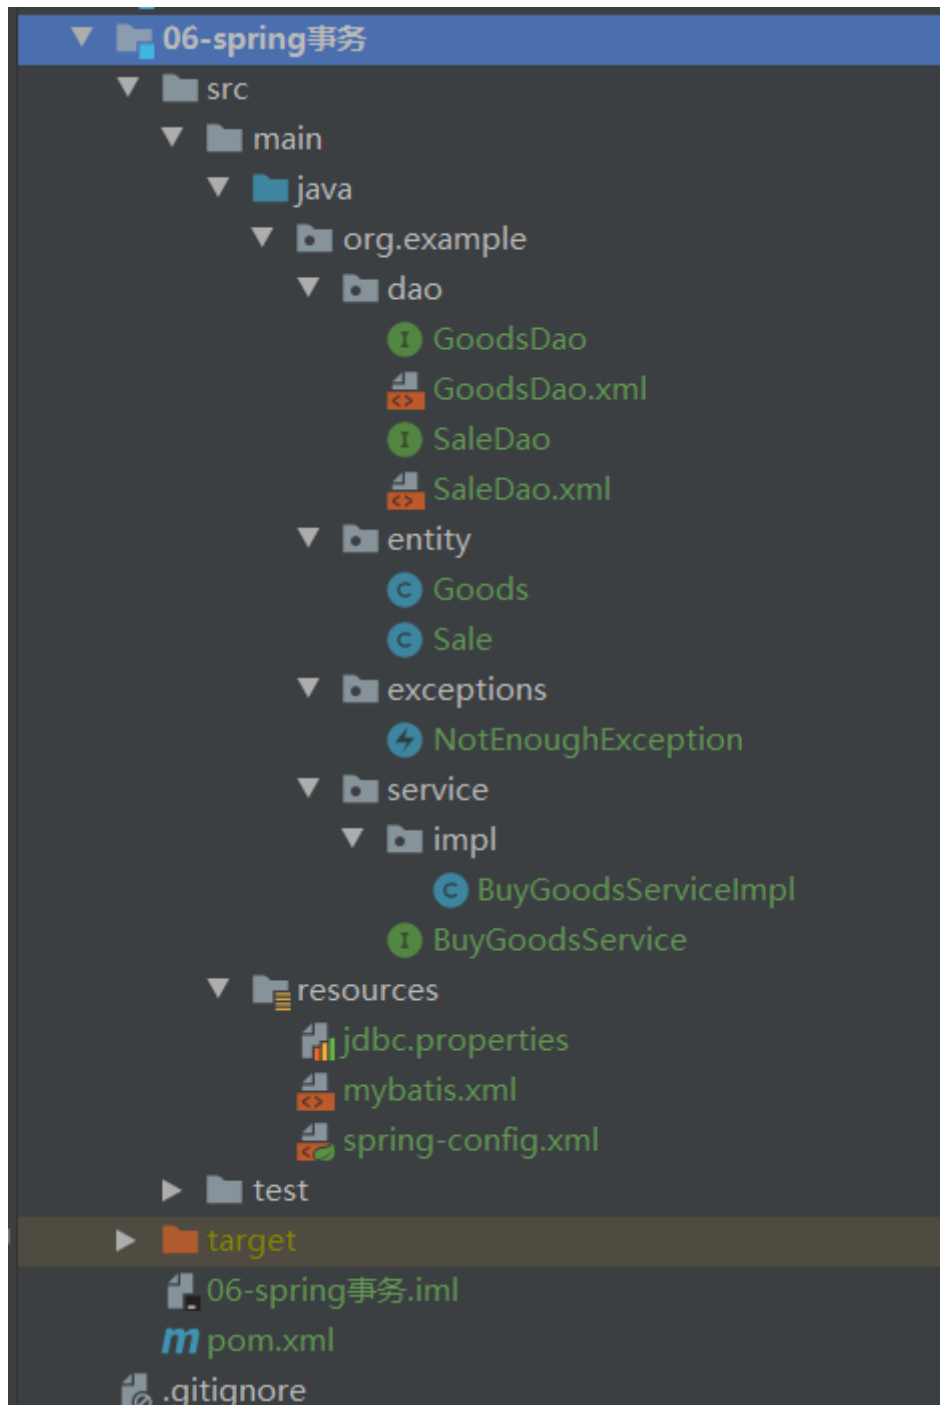 06-spring事务
src
main
java
org.example
dao
GoodsDao
GoodsDao.xml
SaleDao
SaleDao.xml
entity
Goods
Sale
exceptions
NotEnoughException
service
impl
BuyGoodsServiceImpl
BuyGoodsService
resources
jdbc.properties
mybatis.xml
spring-config.xml
test
target
06-spring事务.iml
pom.xml
.gitignore